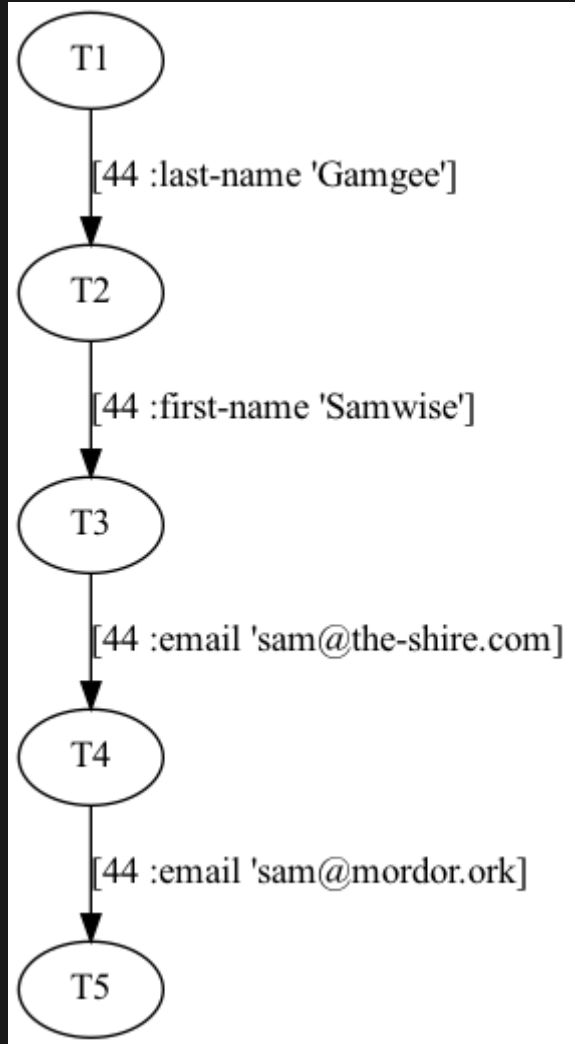 T1
[44 :last-name 'Gamgee']
T2
[44 :first-name 'Samwise']
T3
[44 :email 'sam@the-shire.com]
T4
[44 :email 'sam@mordor.ork]
T5